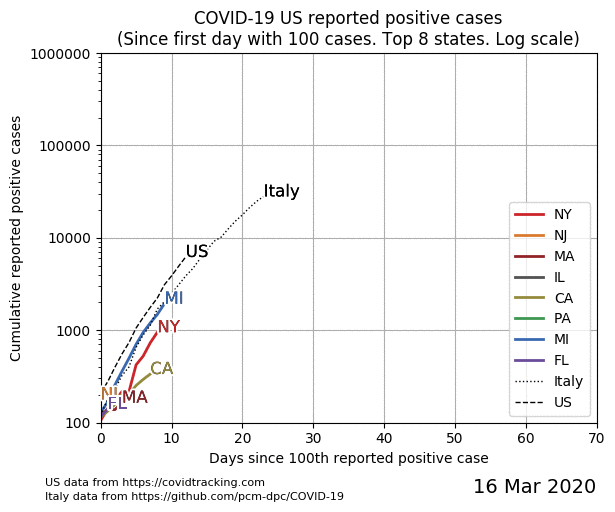 COVID-19 US reported positive cases
(Since first day with 100 cases. Top 8 states. Log scale)
Cumulative reported positive cases
1000000
100000
10000
1000
100
Italy
US
MI
NY
CA
NJ
FL
MA
NY
NJ
MA
IL
CA
PA
MI
FL
Italy
US
0 10 20 30 40 50 60 70
Days since 100th reported positive case
US data from https://covidtracking.com
Italy data from https://github.com/pcm-dpc/COVID-19
16 Mar 2020